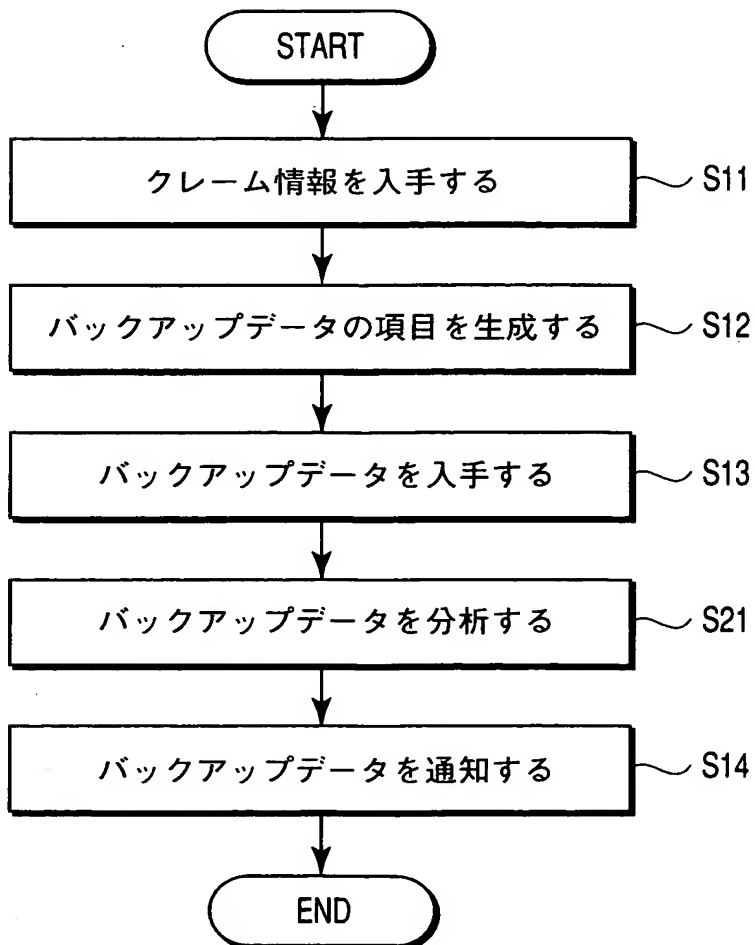 START
クレーム情報を入手する
S11
バックアップデータの項目を生成する
S12
バックアップデータを入手する
S13
バックアップデータを分析する
S21
バックアップデータを通知する
S14
END